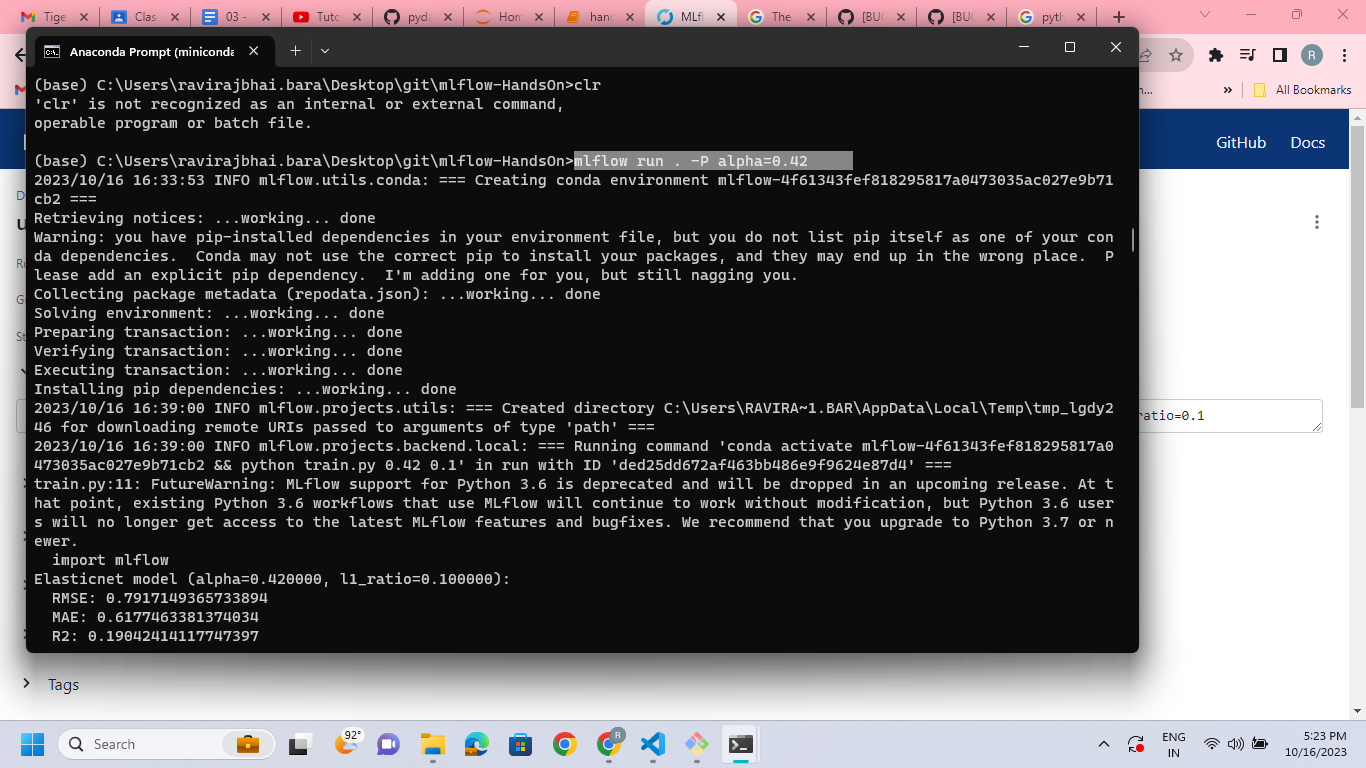 Tige
Clas
03 -
Tuto
pyda
Hon
hand
MLfl
The
[BUC
[BUC
pyth
Anaconda Prompt (miniconda
All Bookmarks
GitHub Docs
(base) C:\Users\ravirajbhai.bara\Desktop\git\mlflow-HandsOn>clr
'clr' is not recognized as an internal or external command,
operable program or batch file.
(base) C:\Users\ravirajbhai.bara\Desktop\git\mlflow-HandsOn>mlflow run . -P alpha=0.42
2023/10/16 16:33:53 INFO mlflow.utils.conda: === Creating conda environment mlflow-4f61343fef818295817a0473035ac027e9b71
cb2 ===
Retrieving notices: ...working... done
Warning: you have pip-installed dependencies in your environment file, but you do not list pip itself as one of your con
da dependencies.  Conda may not use the correct pip to install your packages, and they may end up in the wrong place.  P
lease add an explicit pip dependency.  I'm adding one for you, but still nagging you.
Collecting package metadata (repodata.json): ...working... done
Solving environment: ...working... done
Preparing transaction: ...working... done
Verifying transaction: ...working... done
Executing transaction: ...working... done
Installing pip dependencies: ...working... done
2023/10/16 16:39:00 INFO mlflow.projects.utils: === Created directory C:\Users\RAVIRA~1.BAR\AppData\Local\Temp\tmp_lgdy2
46 for downloading remote URIs passed to arguments of type 'path' ===
2023/10/16 16:39:00 INFO mlflow.projects.backend.local: === Running command 'conda activate mlflow-4f61343fef818295817a0
473035ac027e9b71cb2 && python train.py 0.42 0.1' in run with ID 'ded25dd672af463bb486e9f9624e87d4' ===
train.py:11: FutureWarning: MLflow support for Python 3.6 is deprecated and will be dropped in an upcoming release. At t
hat point, existing Python 3.6 workflows that use MLflow will continue to work without modification, but Python 3.6 user
s will no longer get access to the latest MLflow features and bugfixes. We recommend that you upgrade to Python 3.7 or n
ewer.
  import mlflow
Elasticnet model (alpha=0.420000, l1_ratio=0.100000):
  RMSE: 0.7917149365733894
  MAE: 0.6177463381374034
  R2: 0.19042414117747397
ratio=0.1
Tags
Search
92°
ENG
IN
5:23 PM
10/16/2023